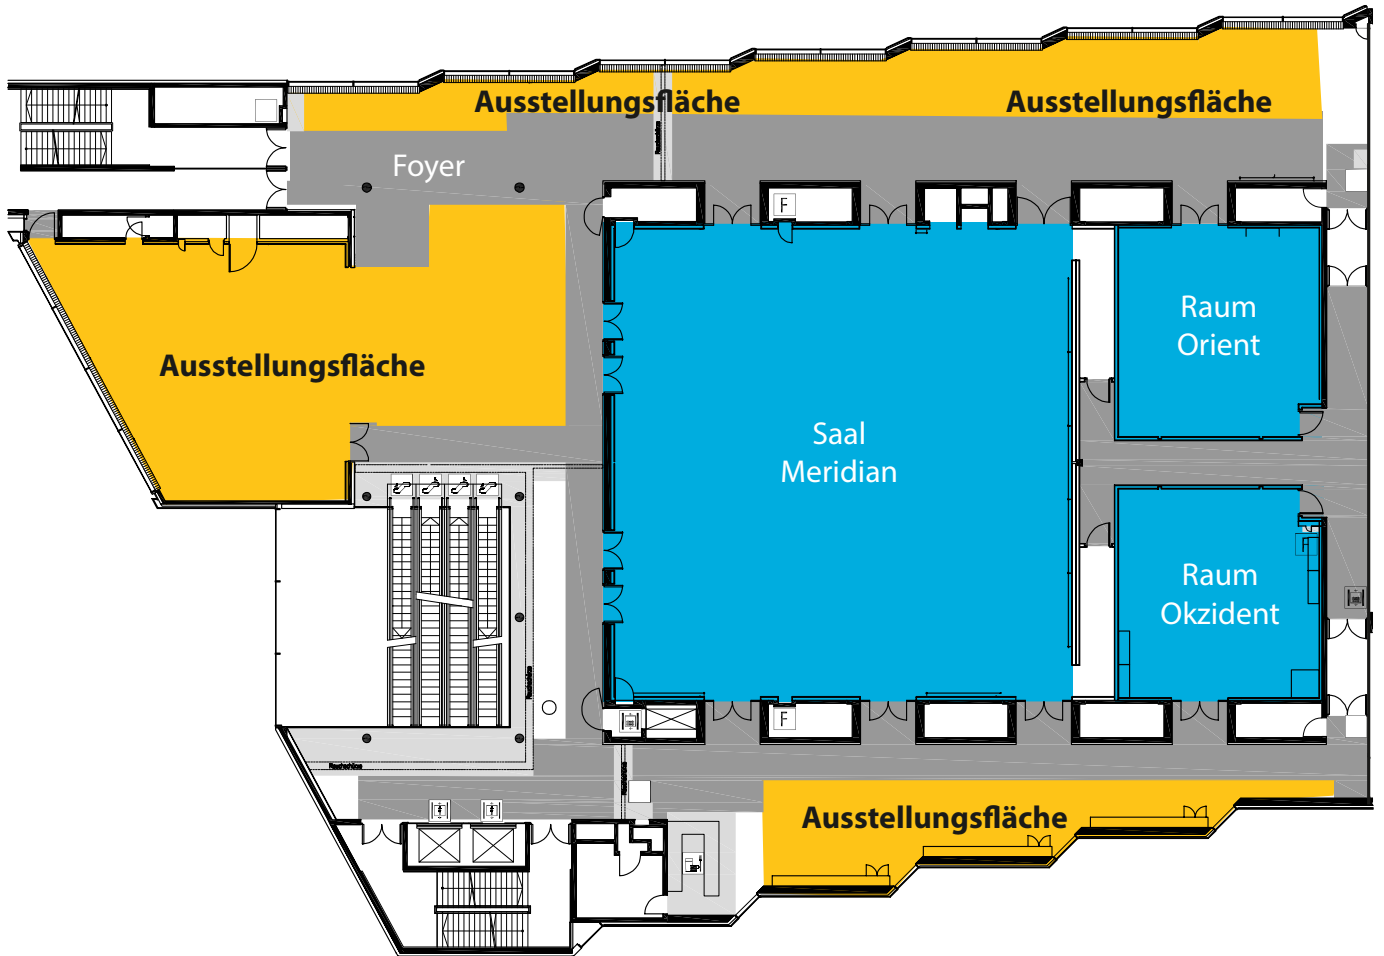 Ausstellungsfläche
Ausstellungsfläche
Foyer
F
Raum
Orient
Ausstellungsfläche
Saal
Meridian
Raum
Okzident
F
Ausstellungsfläche